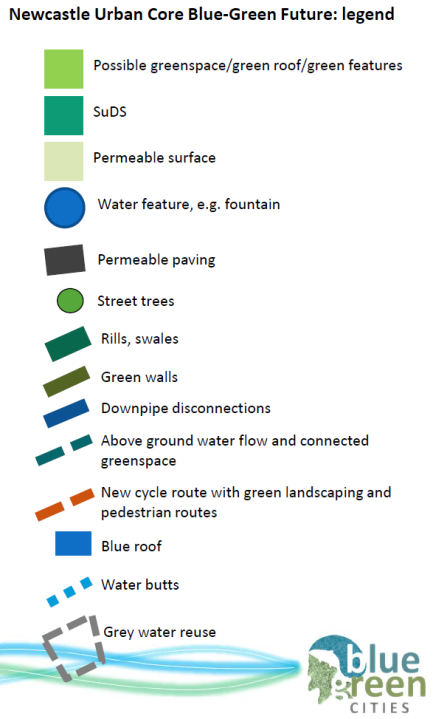 Newcastle Urban Core Blue-Green Future: legend
Possible greenspace/green roof/green features
SuDS
Permeable surface
Water feature, e.g. fountain
Permeable paving
Street trees
Rills, swales
Green walls
Downpipe disconnections
Above ground water flow and connected
greenspace
New cycle route with green landscaping and
pedestrian routes
Blue roof
Water butts
Grey water reuse
blue
green
CITIES